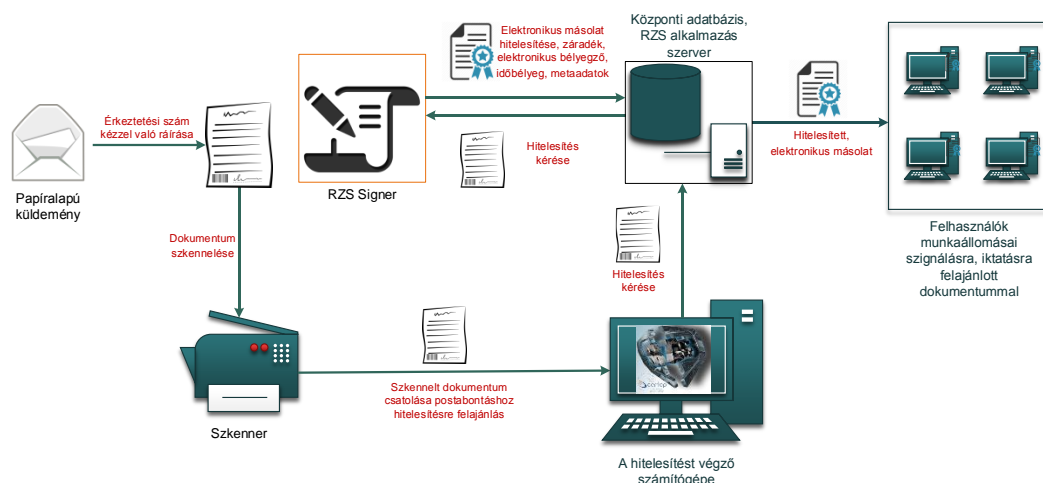 Elektronikus másolat
hitelesítése, záradék,
elektronikus bélyegző,
időbélyeg, metaadatok
Központi adatbázis,
RZS alkalmazás
szerver
Érkeztetési szám
kézzel való ráírása
Hitelesítés
kérése
Hitelesített,
elektronikus másolat
Papíralapú
küldemény
RZS Signer
Dokumentum
szkennelése
Hitelesítés
kérése
Felhasználók
munkaállomásai
szignálásra, iktatásra
felajánlott
dokumentummal
Szkennelt dokumentum
csatolása postabontáshoz
hitelesítésre felajánlás
Szkenner
A hitelesítést végző
számítógépe